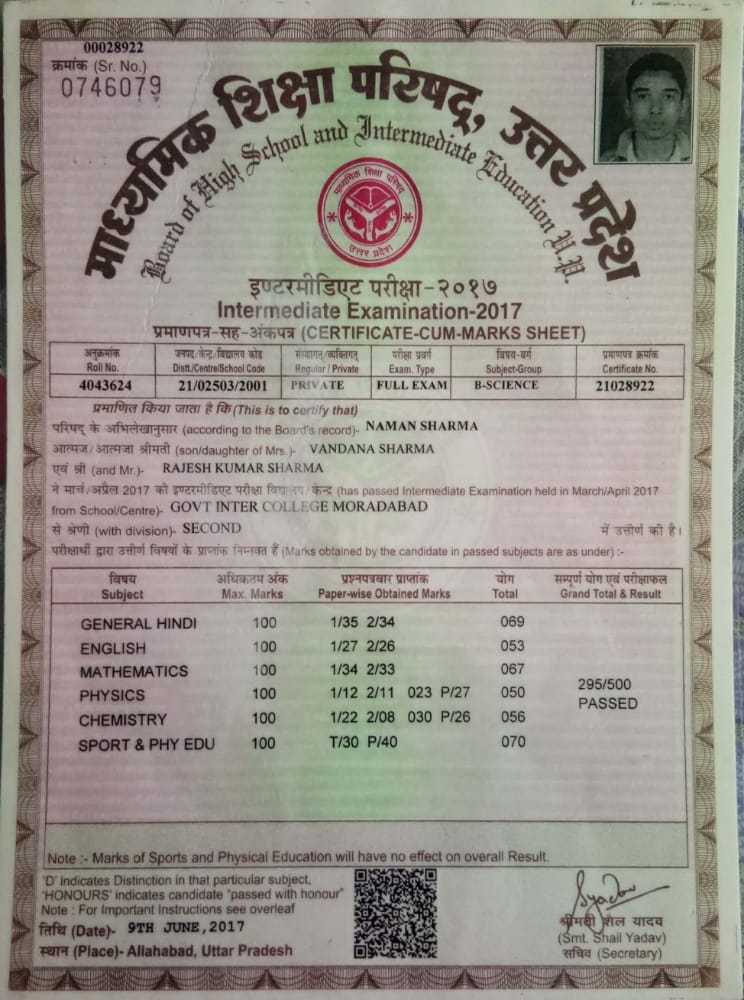 00028922
क्रमांक (Sr. No.)
0746079
माध्यमिक शिक्षा परिषद्, उत्तर प्रदेश
Board of High School and Intermediate Education U.P.
माध्यमिक शिक्षा परिषद्
उत्तर प्रदेश
इण्टरमीडिएट परीक्षा-२०१७
Intermediate Examination-2017
प्रमाणपत्र-सह-अंकपत्र (CERTIFICATE-CUM-MARKS SHEET)
अनुक्रमांक जनपद/केन्द्र/विद्यालय कोड संस्थागत/व्यक्तिगत परीक्षा प्रवर्ग विषय-वर्ग प्रमाणपत्र क्रमांक
Roll No. Distt./Centre/School Code Regular / Private Exam. Type Subject-Group Certificate No.
4043624 21/02503/2001 PRIVATE FULL EXAM B-SCIENCE 21028922
प्रमाणित किया जाता है कि (This is to certify that)
परिषद् के अभिलेखानुसार (according to the Board's record)- NAMAN SHARMA
आत्मज/आत्मजा श्रीमती (son/daughter of Mrs.)- VANDANA SHARMA
एवं श्री (and Mr.)- RAJESH KUMAR SHARMA
ने मार्च/अप्रैल 2017 की इण्टरमीडिएट परीक्षा विद्यालय/केन्द्र (has passed Intermediate Examination held in March/April 2017
from School/Centre)- GOVT INTER COLLEGE MORADABAD
से श्रेणी (with division)- SECOND में उत्तीर्ण की है।
परीक्षार्थी द्वारा उत्तीर्ण विषयों के प्राप्तांक निम्नवत हैं (Marks obtained by the candidate in passed subjects are as under) :-
विषय अधिकतम अंक प्रश्नपत्रवार प्राप्तांक योग सम्पूर्ण योग एवं परीक्षाफल
Subject Max. Marks Paper-wise Obtained Marks Total Grand Total & Result
GENERAL HINDI 100 1/35 2/34 069
ENGLISH 100 1/27 2/26 053
MATHEMATICS 100 1/34 2/33 067
PHYSICS 100 1/12 2/11 023 P/27 050
295/500
PASSED
CHEMISTRY 100 1/22 2/08 030 P/26 056
SPORT & PHY EDU 100 T/30 P/40 070
Note :- Marks of Sports and Physical Education will have no effect on overall Result.
'D' Indicates Distinction in that particular subject,
'HONOURS' indicates candidate "passed with honour"
Note : For Important Instructions see overleaf
तिथि (Date)- 9TH JUNE,2017
स्थान (Place)- Allahabad, Uttar Pradesh
श्रीमती शैल यादव
(Smt. Shail Yadav)
सचिव (Secretary)